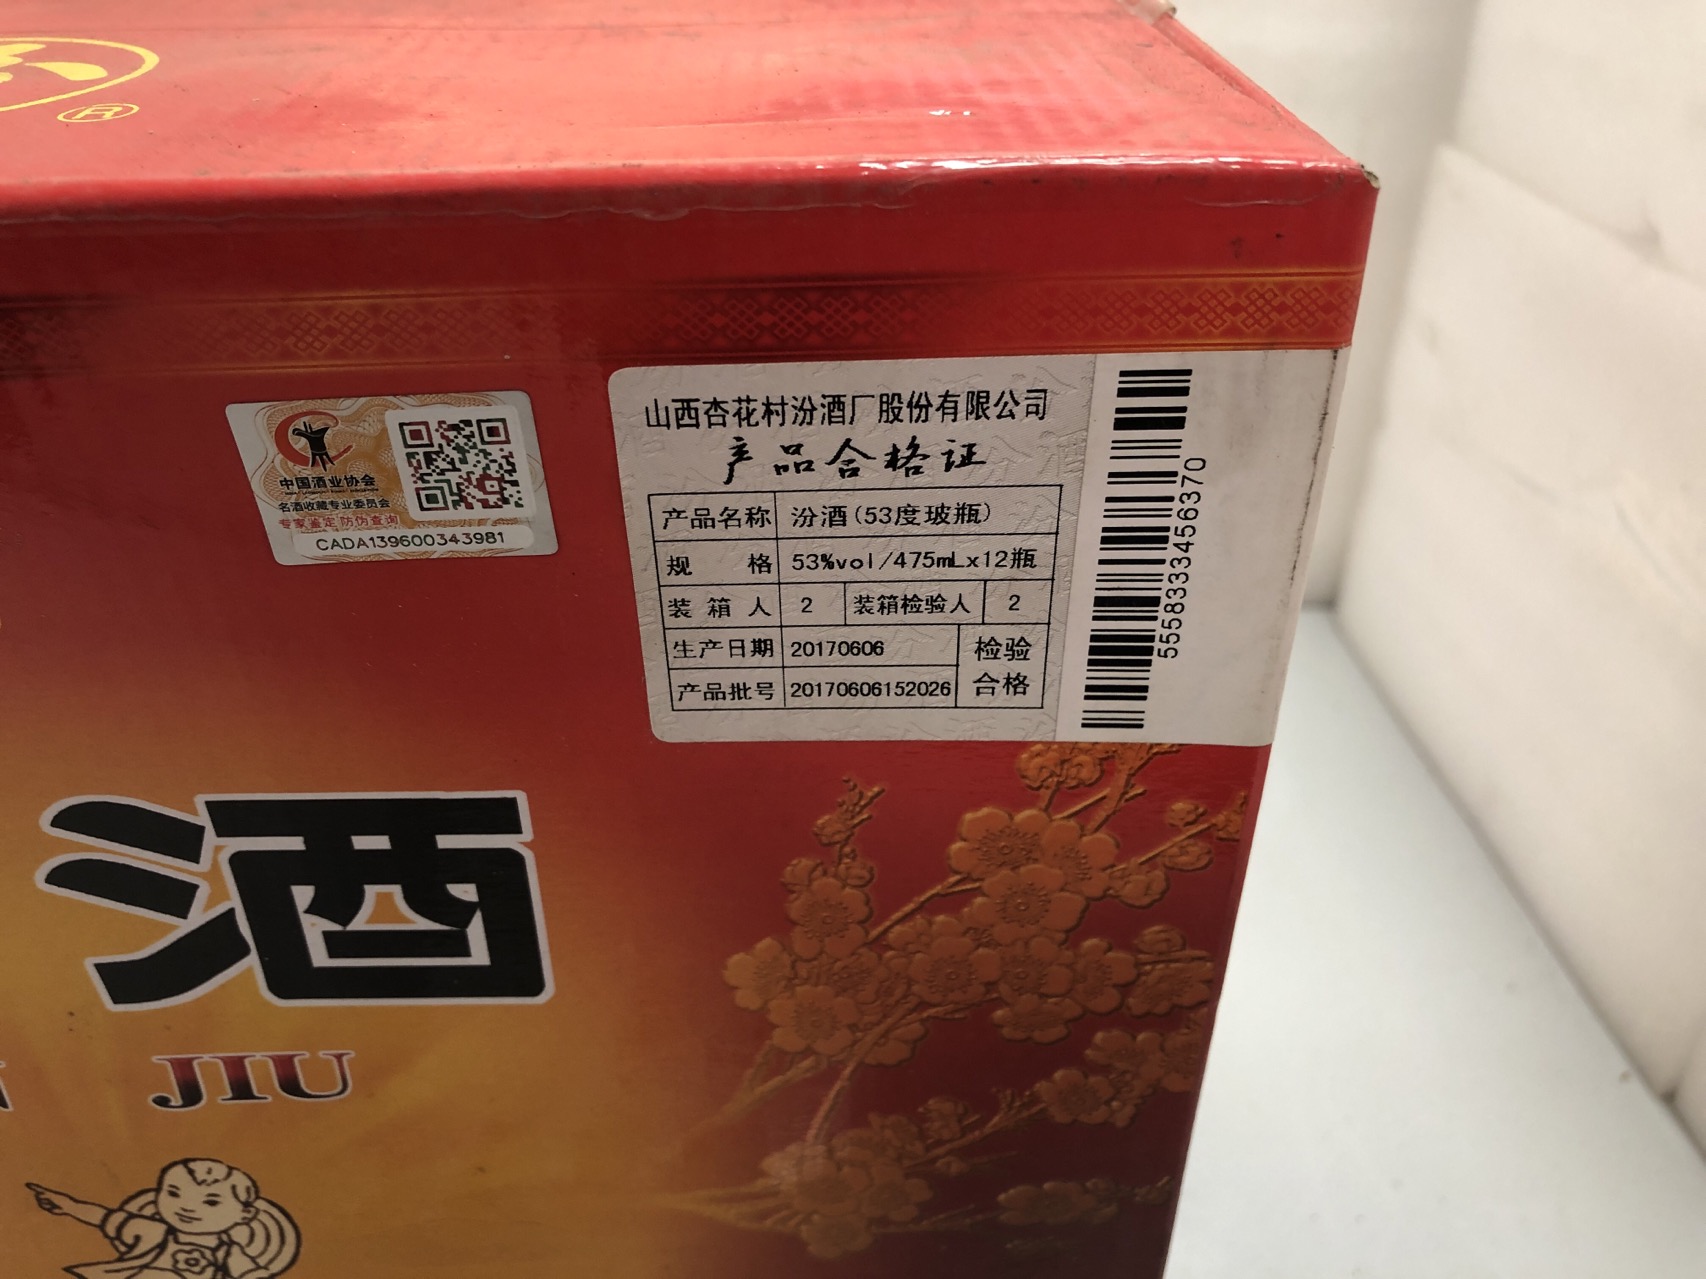 R
中国酒业协会
名酒收藏专业委员会
专家鉴定 防伪查询
CADA139600343981
山西杏花村汾酒厂股份有限公司
产品合格证
产品名称 汾酒(53度玻瓶)
规 格 53%vol/475mLx12瓶
装箱人 2 装箱检验人 2
生产日期 20170606 检验
产品批号 20170606152026 合格
5558333456370
酒
JIU